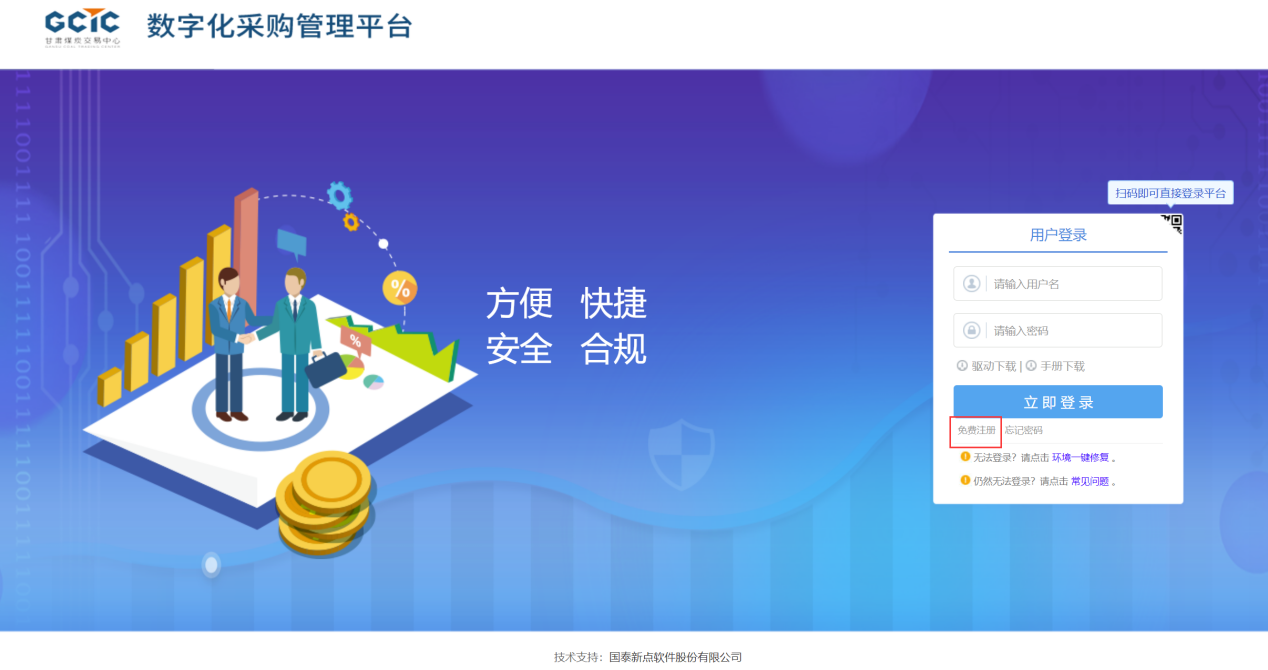 GCTC
甘肃煤炭交易中心
GANSU COAL TRADING CENTER
数字化采购管理平台
扫码即可直接登录平台
用户登录
请输入用户名
请输入密码
驱动下载 | 手册下载
立即登录
免费注册 忘记密码
无法登录？请点击 环境一键修复 。
仍然无法登录？请点击 常见问题 。
方便 快捷
安全 合规
%
%
技术支持：国泰新点软件股份有限公司